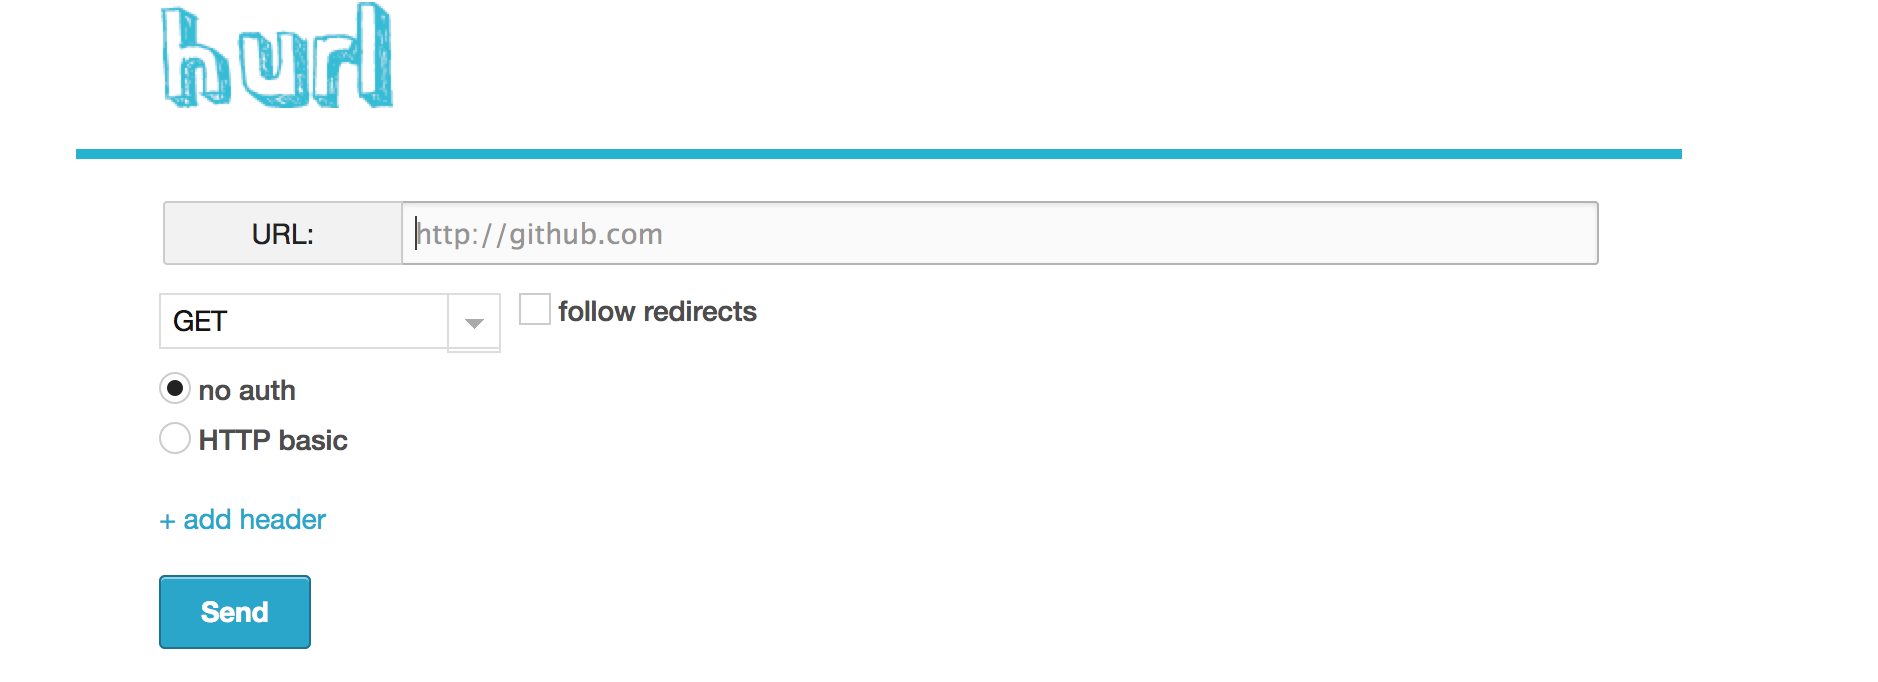 hurl
URL: http://github.com
GET follow redirects
no auth
HTTP basic
+ add header
Send